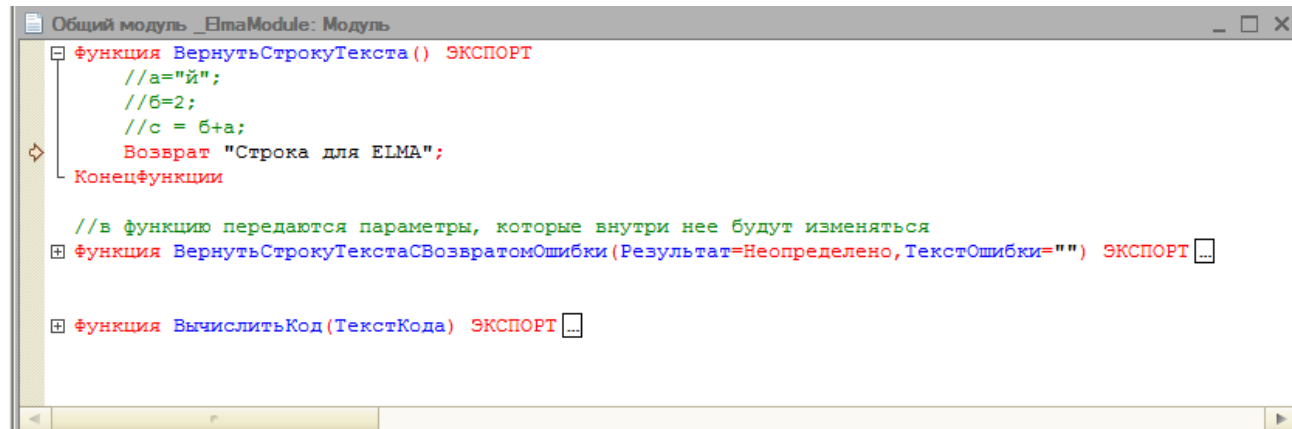 Общий модуль _ElmaModule: Модуль
Функция ВернутьСтрокуТекста() ЭКСПОРТ
//а="й";
//б=2;
//с = б+а;
Возврат "Строка для ELMA";
КонецФункции
//в функцию передаются параметры, которые внутри нее будут изменяться
Функция ВернутьСтрокуТекстаСВозвратомОшибки(Результат=Неопределено,ТекстОшибки="") ЭКСПОРТ...
Функция ВычислитьКод(ТекстКода) ЭКСПОРТ...